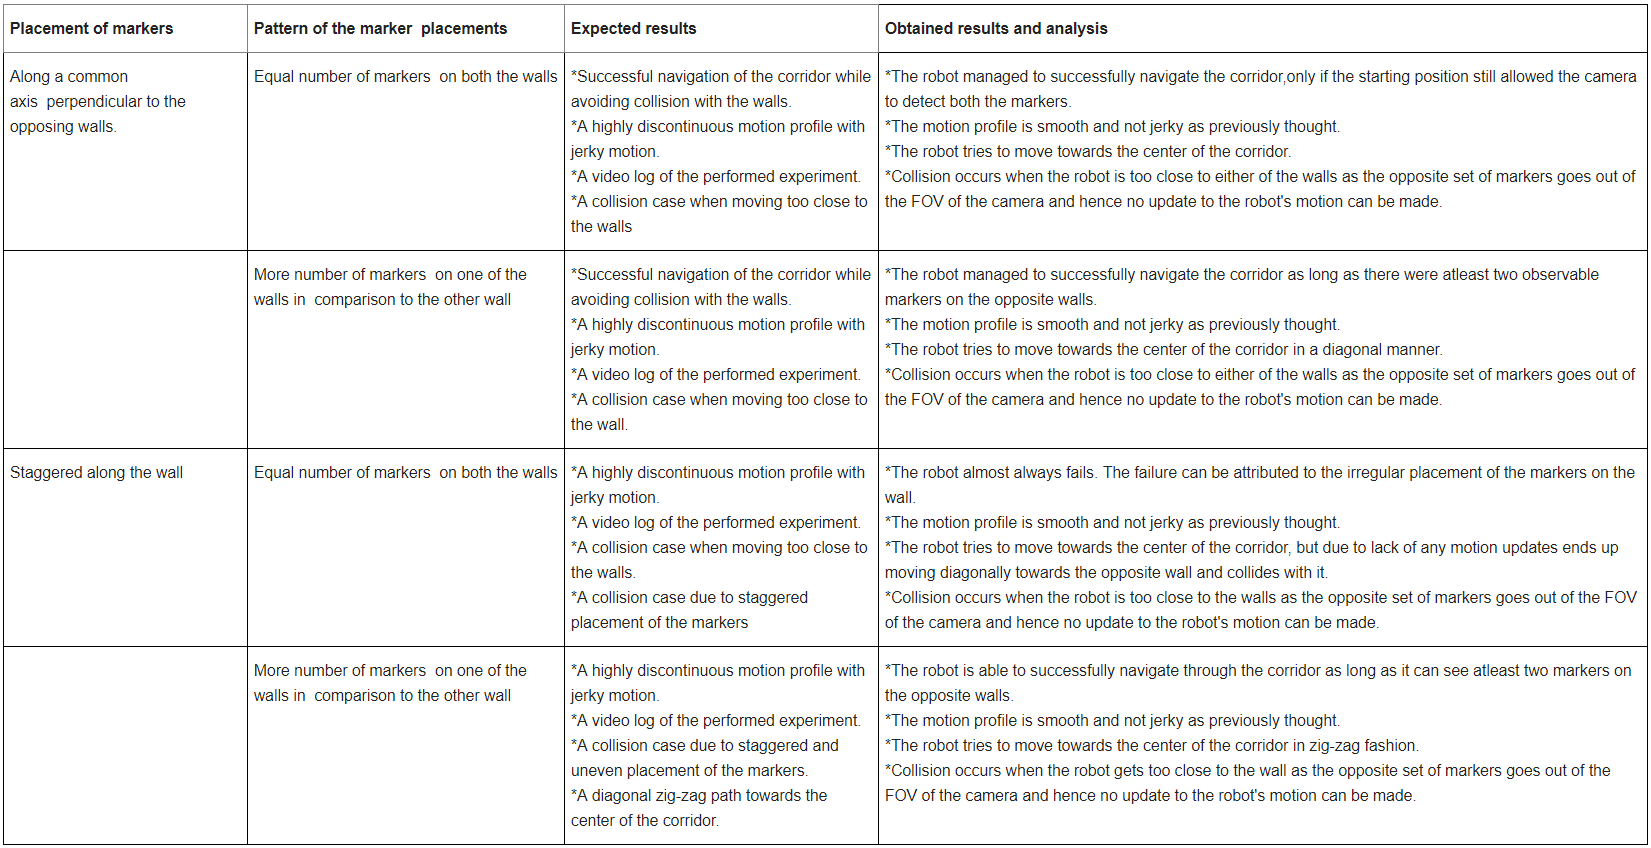 Placement of markers
Pattern of the marker  placements
Expected results
Obtained results and analysis
Along a common
axis  perpendicular to the
opposing walls.
Equal number of markers  on both the walls
*Successful navigation of the corridor while
avoiding collision with the walls.
*A highly discontinuous motion profile with
jerky motion.
*A video log of the performed experiment.
*A collision case when moving too close to
the walls
*The robot managed to successfully navigate the corridor,only if the starting position still allowed the camera
to detect both the markers.
*The motion profile is smooth and not jerky as previously thought.
*The robot tries to move towards the center of the corridor.
*Collision occurs when the robot is too close to either of the walls as the opposite set of markers goes out of
the FOV of the camera and hence no update to the robot's motion can be made.
More number of markers  on one of the
walls in  comparison to the other wall
*Successful navigation of the corridor while
avoiding collision with the walls.
*A highly discontinuous motion profile with
jerky motion.
*A video log of the performed experiment.
*A collision case when moving too close to
the wall.
*The robot managed to successfully navigate the corridor as long as there were atleast two observable
markers on the opposite walls.
*The motion profile is smooth and not jerky as previously thought.
*The robot tries to move towards the center of the corridor in a diagonal manner.
*Collision occurs when the robot is too close to either of the walls as the opposite set of markers goes out of
the FOV of the camera and hence no update to the robot's motion can be made.
Staggered along the wall
Equal number of markers  on both the walls
*A highly discontinuous motion profile with
jerky motion.
*A video log of the performed experiment.
*A collision case when moving too close to
the walls.
*A collision case due to staggered
placement of the markers
*The robot almost always fails. The failure can be attributed to the irregular placement of the markers on the
wall.
*The motion profile is smooth and not jerky as previously thought.
*The robot tries to move towards the center of the corridor, but due to lack of any motion updates ends up
moving diagonally towards the opposite wall and collides with it.
*Collision occurs when the robot is too close to the walls as the opposite set of markers goes out of the FOV
of the camera and hence no update to the robot's motion can be made.
More number of markers  on one of the
walls in  comparison to the other wall
*A highly discontinuous motion profile with
jerky motion.
*A video log of the performed experiment.
*A collision case due to staggered and
uneven placement of the markers.
*A diagonal zig-zag path towards the
center of the corridor.
*The robot is able to successfully navigate through the corridor as long as it can see atleast two markers on
the opposite walls.
*The motion profile is smooth and not jerky as previously thought.
*The robot tries to move towards the center of the corridor in zig-zag fashion.
*Collision occurs when the robot gets too close to the wall as the opposite set of markers goes out of the
FOV of the camera and hence no update to the robot's motion can be made.